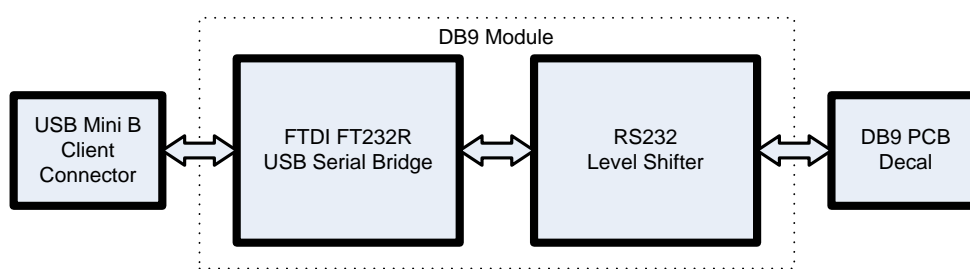 DB9 Module
USB Mini B
Client
Connector
FTDI FT232R
USB Serial Bridge
RS232
Level Shifter
DB9 PCB
Decal